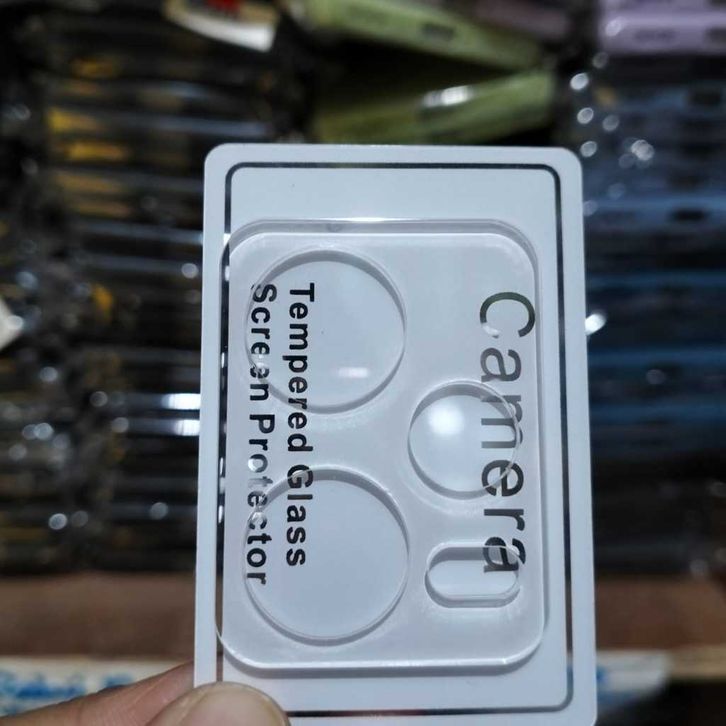 Camera
Tempered Glass
Screen Protector